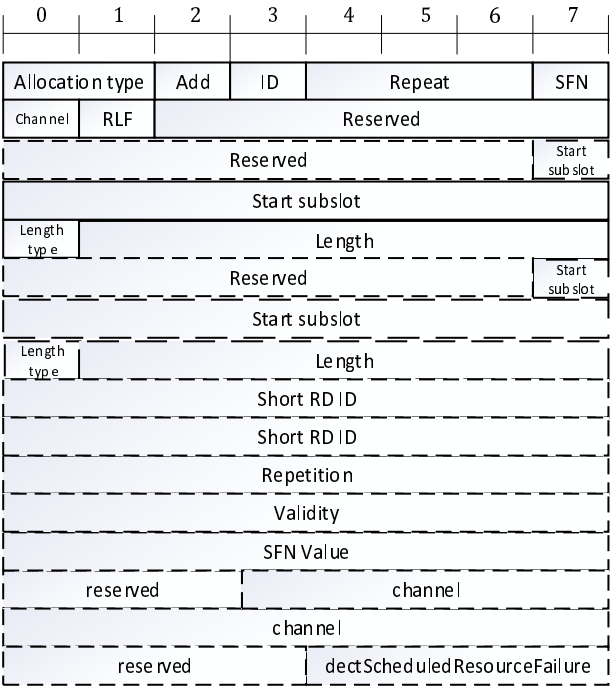 0 1 2 3 4 5 6 7
Allocation type Add ID Repeat SFN
Channel RLF Reserved
Reserved Start subslot
Start subslot
Length type Length
Reserved Start subslot
Start subslot
Length type Length
Short RD ID
Short RD ID
Repetition
Validity
SFN Value
reserved channel
channel
reserved dectScheduledResourceFailure